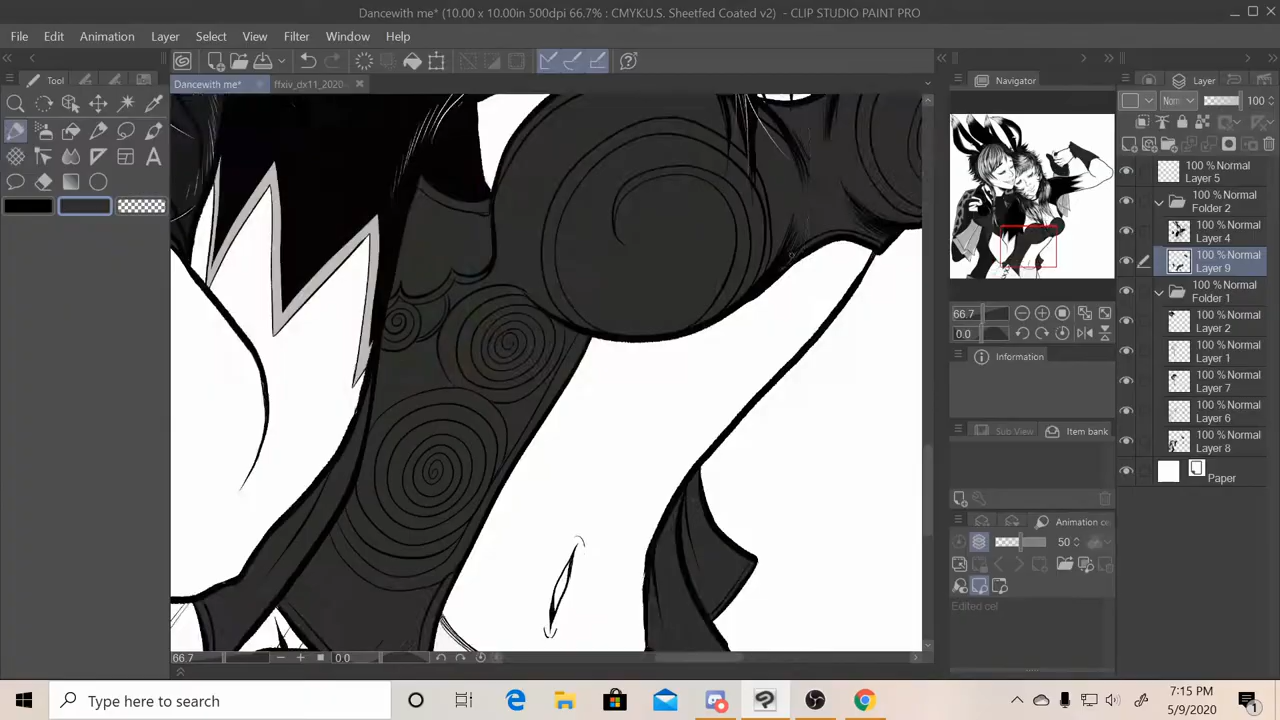 Dancewith me* (10.00 x 10.00in 500dpi 66.7% : CMYK:U.S. Sheetfed Coated v2) - CLIP STUDIO PAINT PRO
File Edit Animation Layer Select View Filter Window Help
Tool
Dancewith me*
ffxiv_dx11_2020
Navigator
66.7
0.0
Information
Sub View
Item bank
Animation ce
50
Edited cel
Layer
Norm
100
100 % Normal
Layer 5
100 % Normal
Folder 2
100 % Normal
Layer 4
100 % Normal
Layer 9
100 % Normal
Folder 1
100 % Normal
Layer 2
100 % Normal
Layer 1
100 % Normal
Layer 7
100 % Normal
Layer 6
100 % Normal
Layer 8
Paper
66.7
0.0
Type here to search
7:15 PM
5/9/2020
1